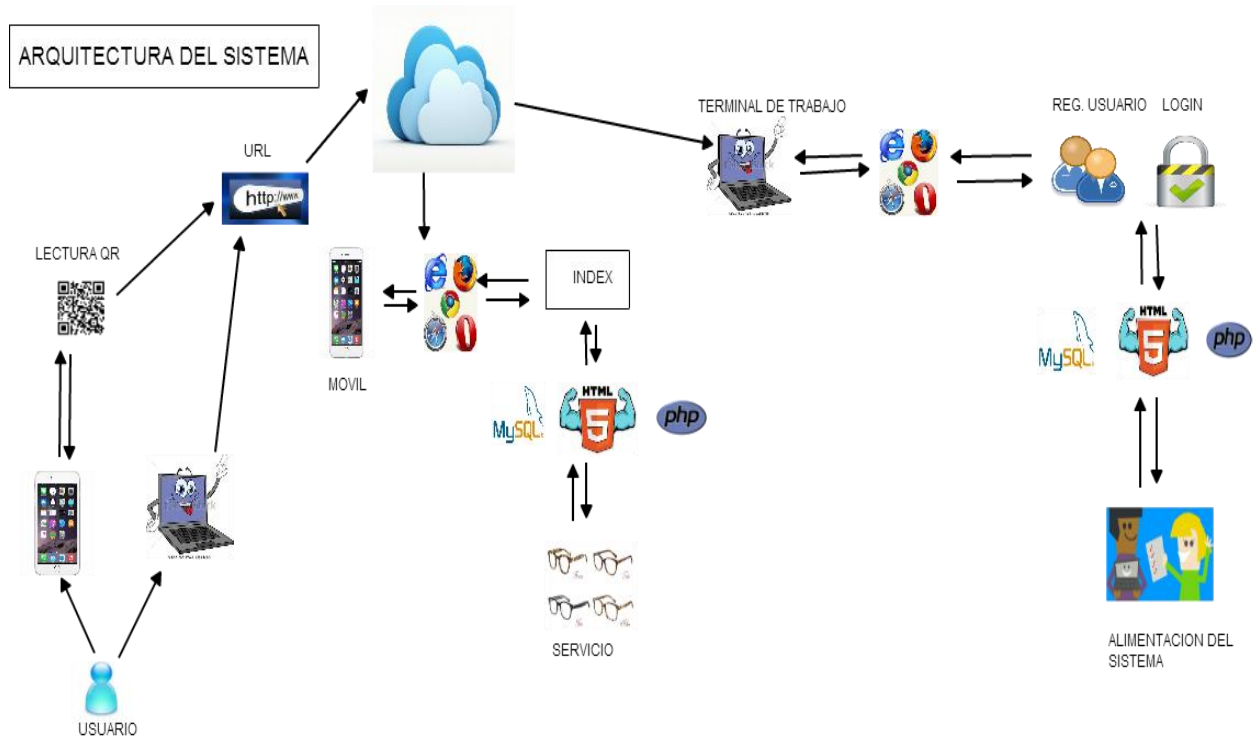 ARQUITECTURA DEL SISTEMA
URL
http://www
LECTURA QR
USUARIO
MOVIL
INDEX
MySQL
HTML
5
php
SERVICIO
TERMINAL DE TRABAJO
REG. USUARIO
LOGIN
MySQL
HTML
5
php
ALIMENTACION DEL
SISTEMA